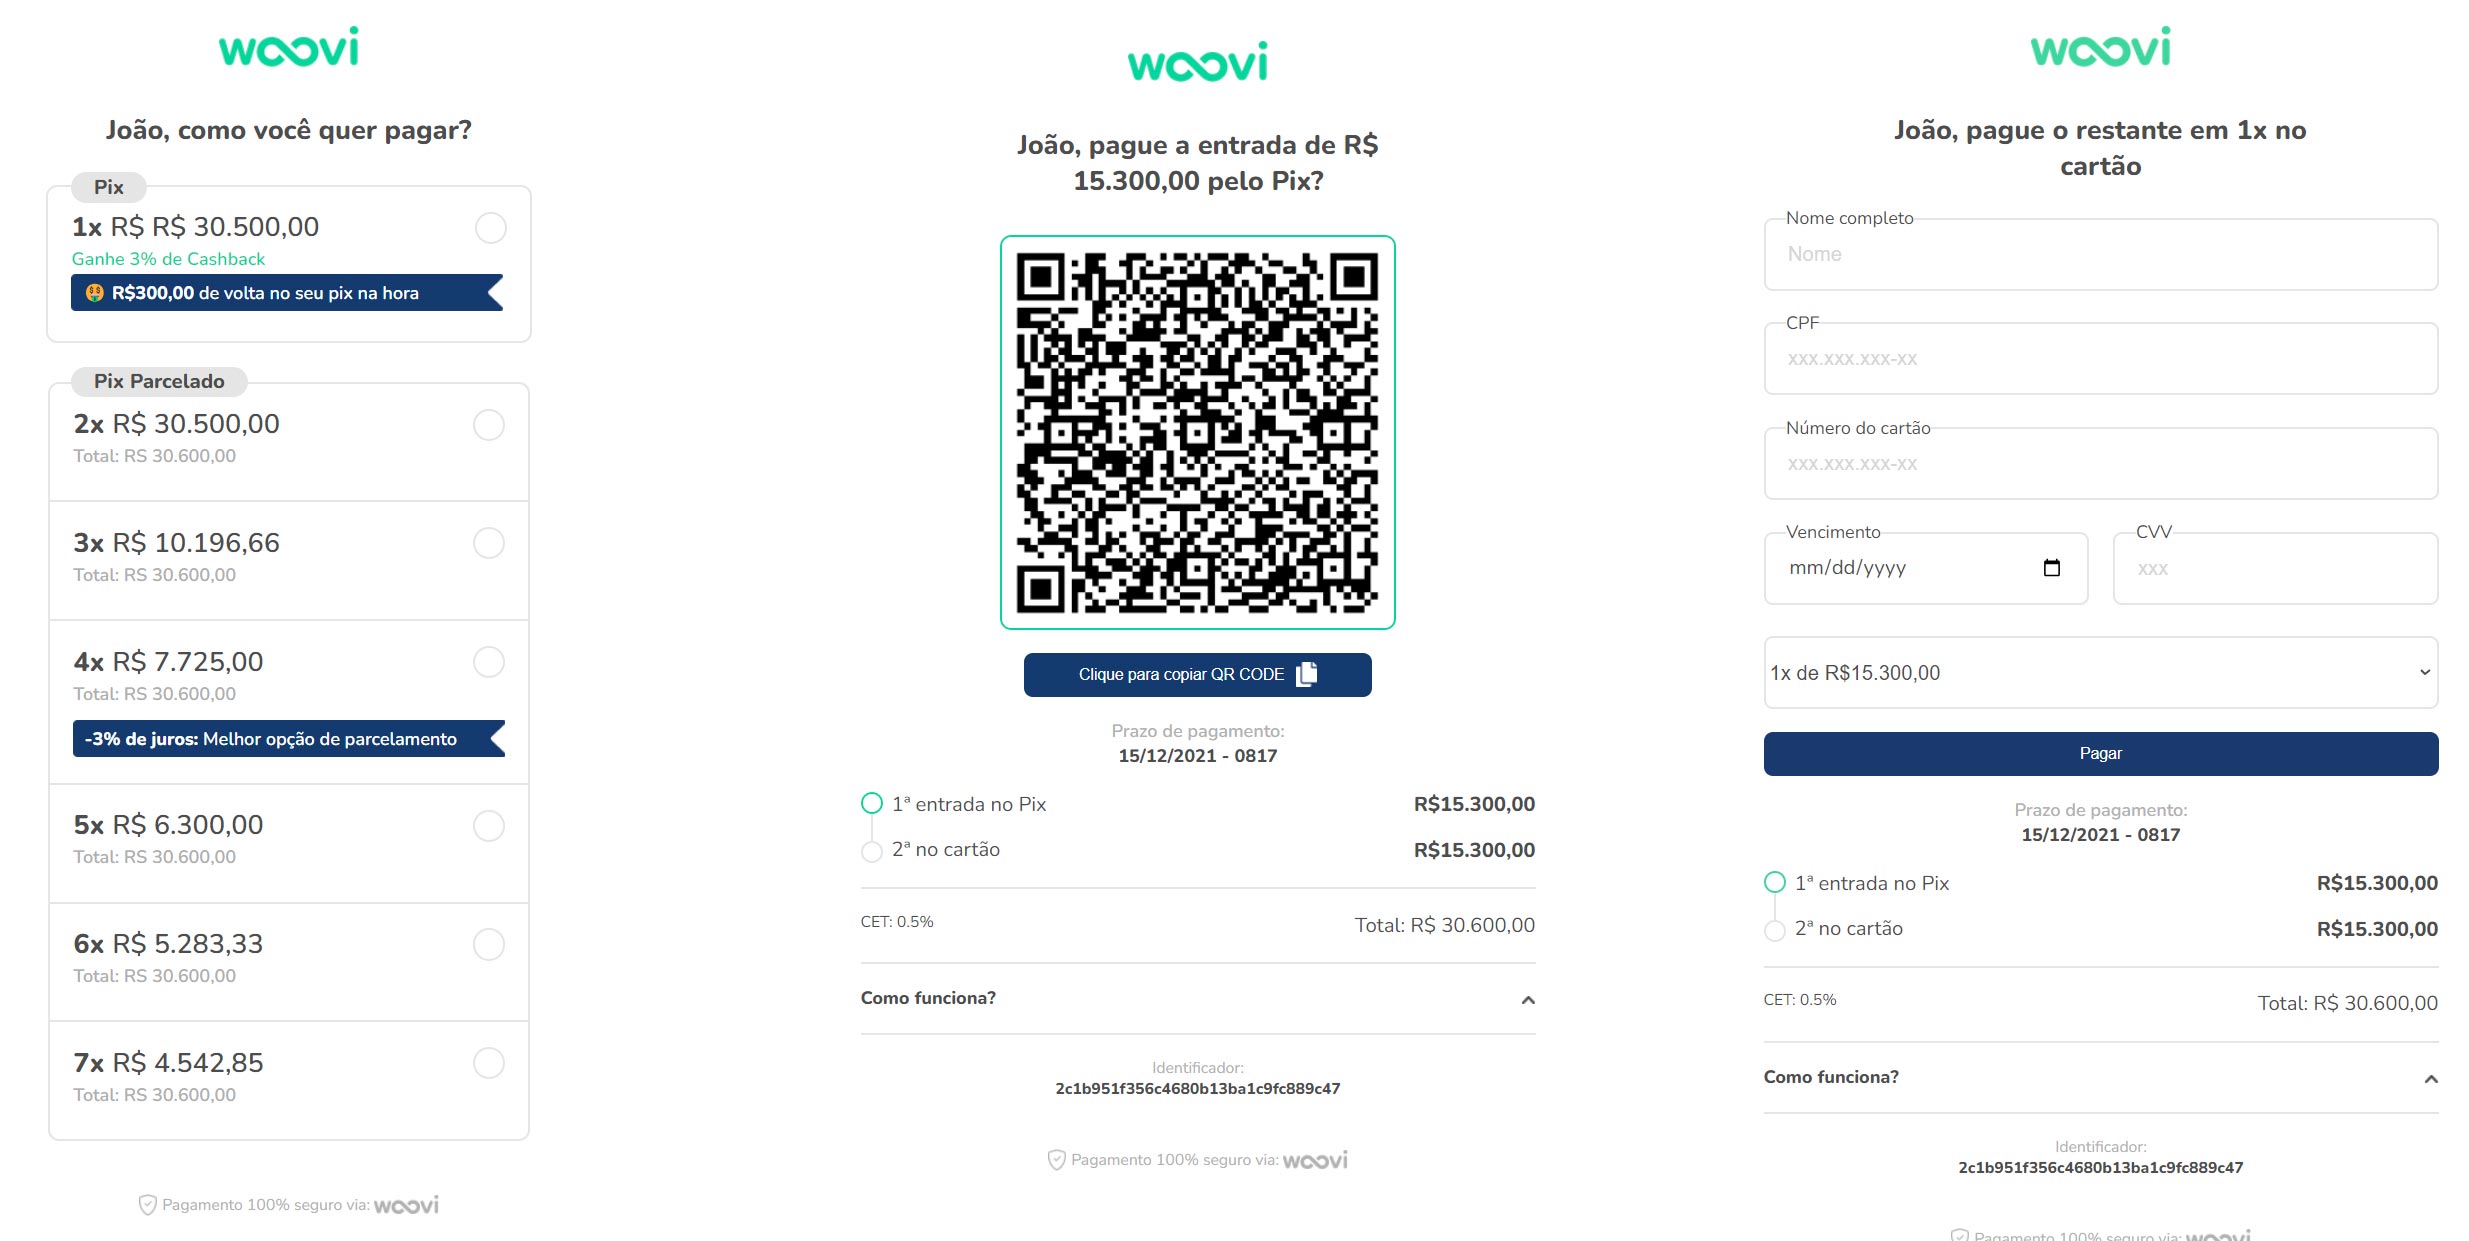 woovi
João, como você quer pagar?
Pix
1x R$ R$ 30.500,00
Ganhe 3% de Cashback
R$300,00 de volta no seu pix na hora
Pix Parcelado
2x R$ 30.500,00
Total: RS 30.600,00
3x R$ 10.196,66
Total: RS 30.600,00
4x R$ 7.725,00
Total: RS 30.600,00
-3% de juros: Melhor opção de parcelamento
5x R$ 6.300,00
Total: RS 30.600,00
6x R$ 5.283,33
Total: RS 30.600,00
7x R$ 4.542,85
Total: RS 30.600,00
Pagamento 100% seguro via: woovi
woovi
João, pague a entrada de R$
15.300,00 pelo Pix?
Clique para copiar QR CODE
Prazo de pagamento:
15/12/2021 - 0817
1ª entrada no Pix R$15.300,00
2ª no cartão R$15.300,00
CET: 0.5% Total: R$ 30.600,00
Como funciona?
Identificador:
2c1b951f356c4680b13ba1c9fc889c47
Pagamento 100% seguro via: woovi
woovi
João, pague o restante em 1x no
cartão
Nome completo
Nome
CPF
xxx.xxx.xxx-xx
Número do cartão
xxx.xxx.xxx-xx
Vencimento CVV
mm/dd/yyyy xxx
1x de R$15.300,00
Pagar
Prazo de pagamento:
15/12/2021 - 0817
1ª entrada no Pix R$15.300,00
2ª no cartão R$15.300,00
CET: 0.5% Total: R$ 30.600,00
Como funciona?
Identificador:
2c1b951f356c4680b13ba1c9fc889c47
Pagamento 100% seguro via: woovi